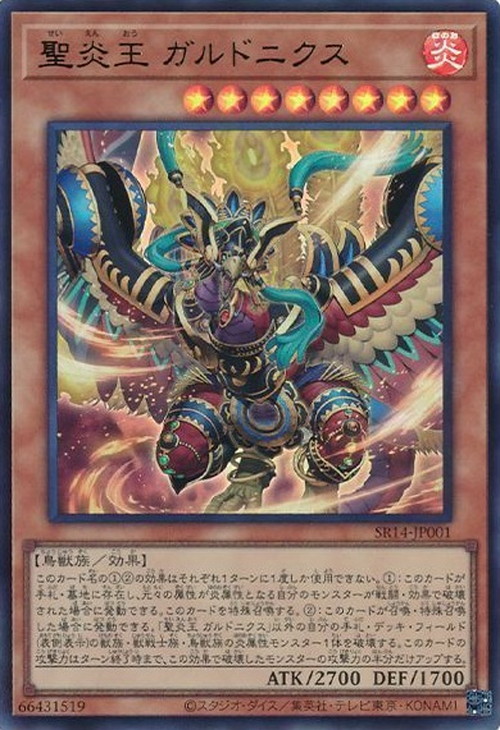 聖炎王 ガルドニクス
炎
SR14-JP001
【鳥獣族／効果】
このカード名の①②の効果はそれぞれ1ターンに1度しか使用できない。①：このカードが
手札・墓地に存在し、元々の属性が炎属性となる自分のモンスターが戦闘・効果で破壊
された場合に発動できる。このカードを特殊召喚する。②：このカードが召喚・特殊召喚
した場合に発動できる。「聖炎王 ガルドニクス」以外の自分の手札・デッキ・フィールド
(表側表示)の獣族・獣戦士族・鳥獣族の炎属性モンスター1体を破壊する。このカードの
攻撃力はターン終了時まで、この効果で破壊したモンスターの攻撃力の半分だけアップする。
ATK/2700 DEF/1700
66431519 ©スタジオ・ダイス／集英社・テレビ東京・KONAMI